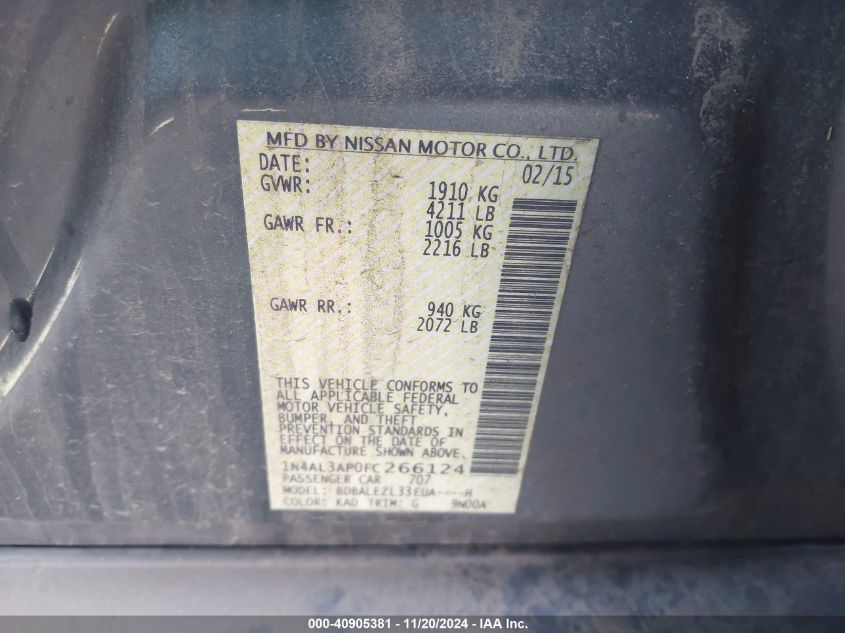 MFD BY NISSAN MOTOR CO., LTD.
DATE: 02/15
GVWR: 1910 KG
4211 LB
GAWR FR.: 1005 KG
2216 LB
GAWR RR.: 940 KG
2072 LB
THIS VEHICLE CONFORMS TO
ALL APPLICABLE FEDERAL
MOTOR VEHICLE SAFETY,
BUMPER, AND THEFT
PREVENTION STANDARDS IN
EFFECT ON THE DATE OF
MANUFACTURE SHOWN ABOVE.
1N4AL3AP0FC266124
PASSENGER CAR 707
MODEL: BDBALEZL33EUA----H
COLOR: KAD TRIM: G 9N00A
000-40905381 - 11/20/2024 - IAA, Inc.